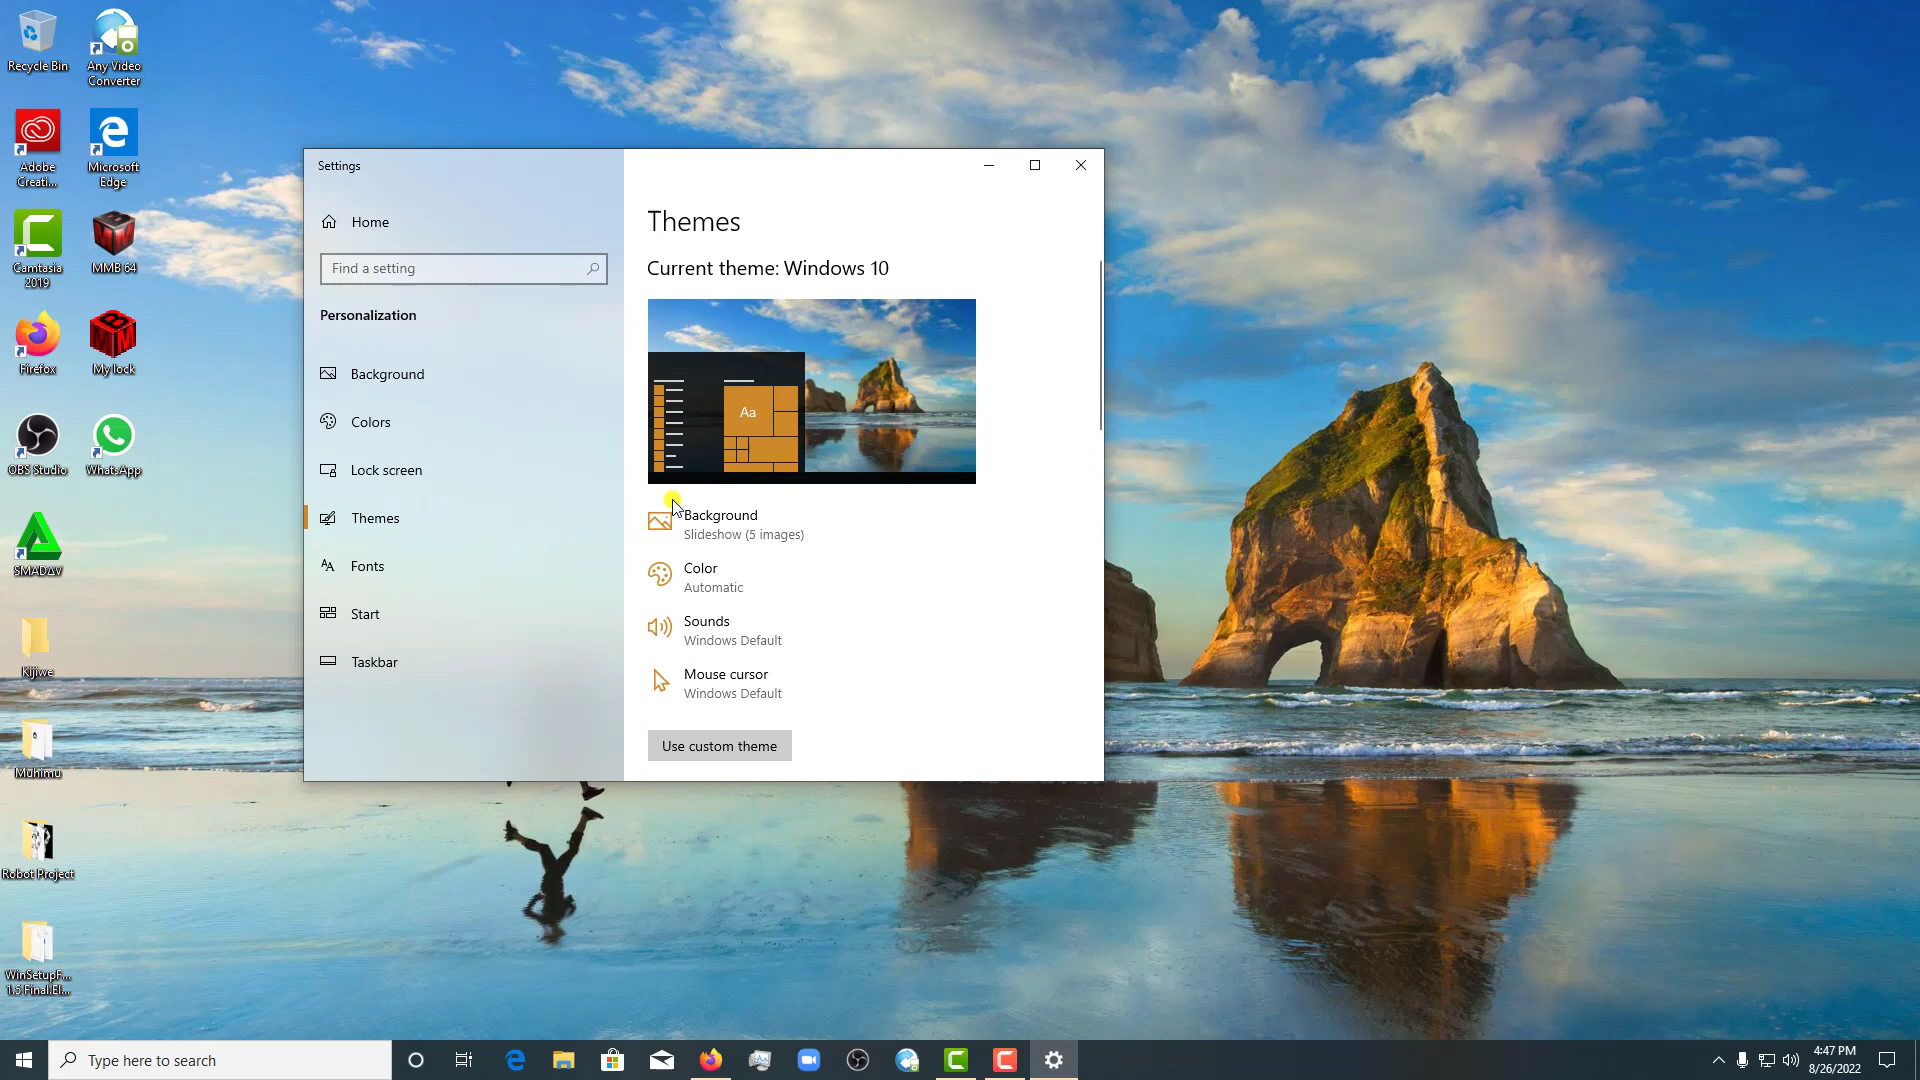 Recycle Bin
Any Video
Converter
Adobe
Creati...
Microsoft
Edge
Camtasia
2019
MMB 64
Firefox
My lock
OBS Studio
WhatsApp
SMADAV
Kijiwe
Muhimu
Robot Project
WinSetupF...
1.5 Final.El...
Settings
Home
Find a setting
Personalization
Background
Colors
Lock screen
Themes
Fonts
Start
Taskbar
Themes
Current theme: Windows 10
Aa
Background
Slideshow (5 images)
Color
Automatic
Sounds
Windows Default
Mouse cursor
Windows Default
Use custom theme
Type here to search
4:47 PM
8/26/2022